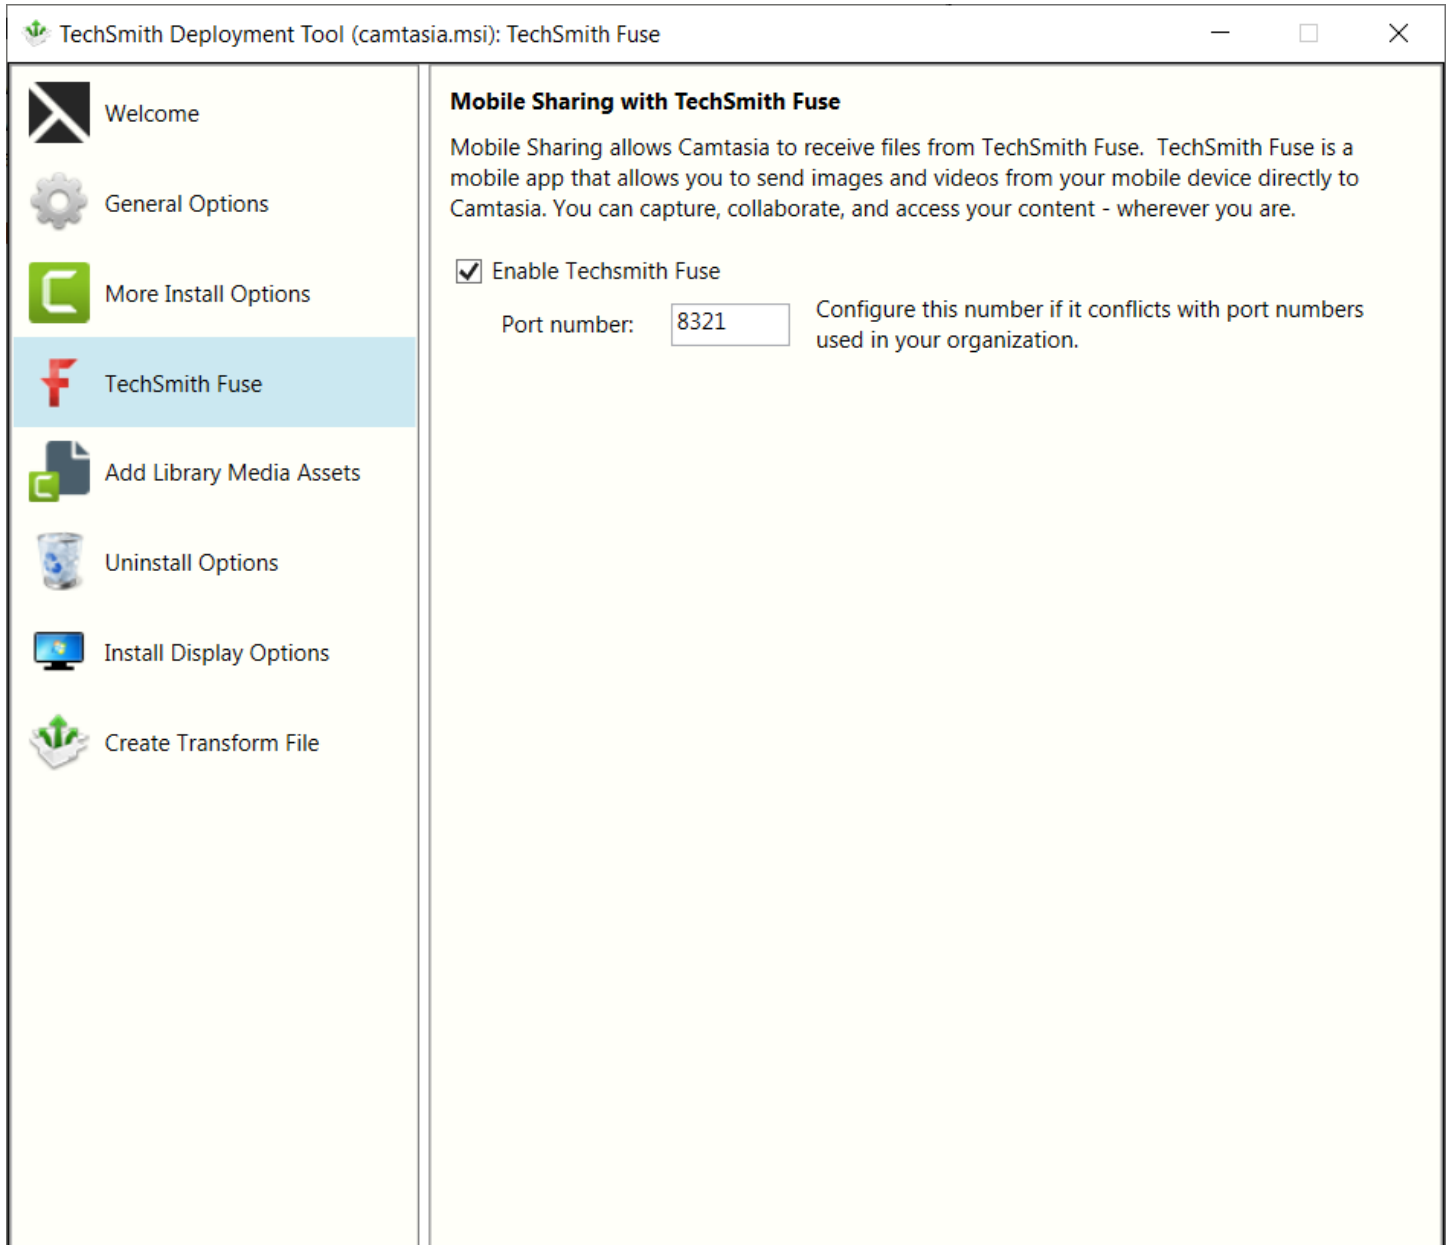 TechSmith Deployment Tool (camtasia.msi): TechSmith Fuse
Welcome
General Options
More Install Options
TechSmith Fuse
Add Library Media Assets
Uninstall Options
Install Display Options
Create Transform File
Mobile Sharing with TechSmith Fuse
Mobile Sharing allows Camtasia to receive files from TechSmith Fuse.  TechSmith Fuse is a
mobile app that allows you to send images and videos from your mobile device directly to
Camtasia. You can capture, collaborate, and access your content - wherever you are.
Enable Techsmith Fuse
Port number: 8321
Configure this number if it conflicts with port numbers
used in your organization.